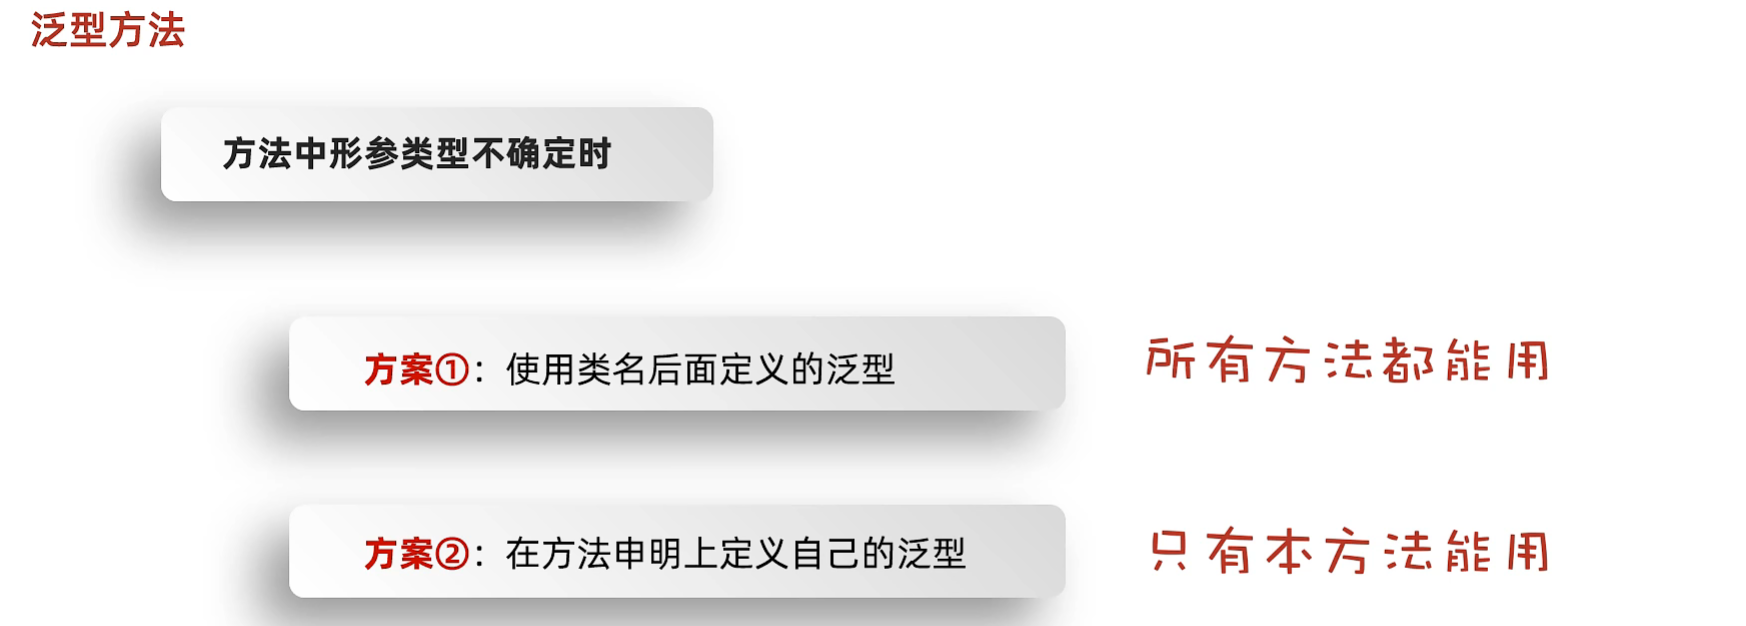 泛型方法
方法中形参类型不确定时
方案①：使用类名后面定义的泛型
所有方法都能用
方案②：在方法申明上定义自己的泛型
只有本方法能用